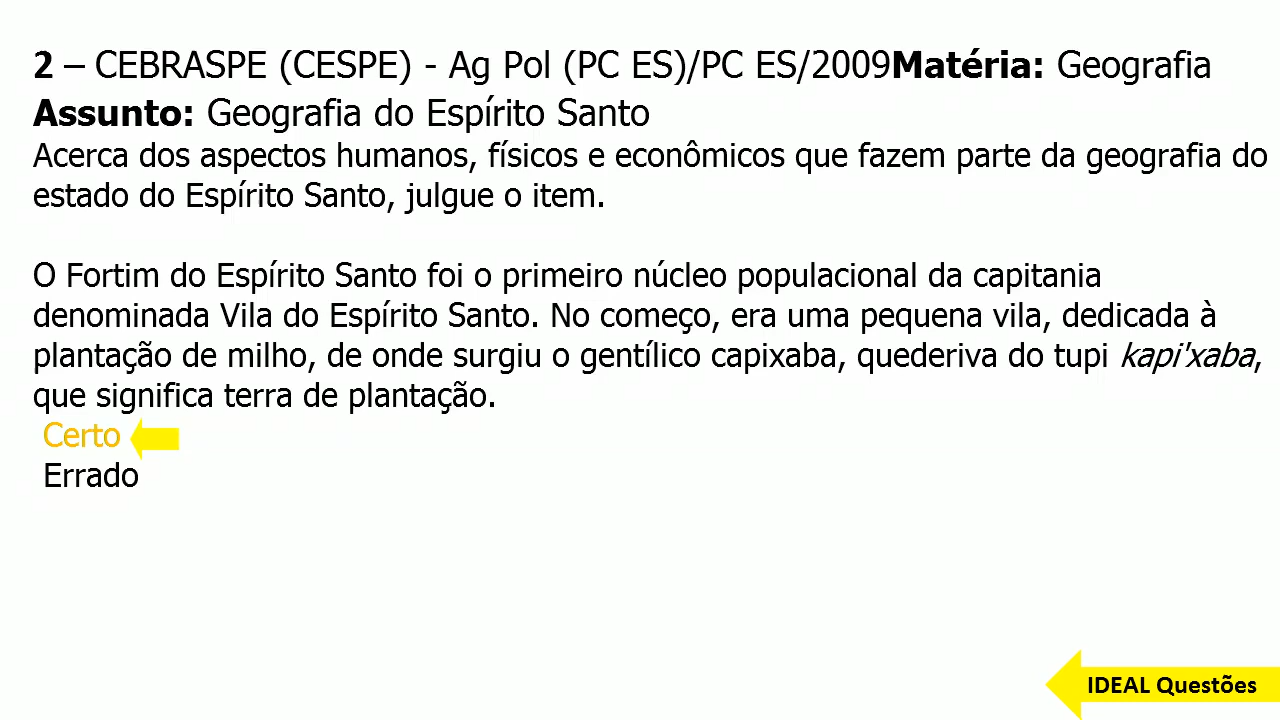 2 – CEBRASPE (CESPE) - Ag Pol (PC ES)/PC ES/2009Matéria: Geografia
Assunto: Geografia do Espírito Santo
Acerca dos aspectos humanos, físicos e econômicos que fazem parte da geografia do
estado do Espírito Santo, julgue o item.
O Fortim do Espírito Santo foi o primeiro núcleo populacional da capitania
denominada Vila do Espírito Santo. No começo, era uma pequena vila, dedicada à
plantação de milho, de onde surgiu o gentílico capixaba, quederiva do tupi kapi'xaba,
que significa terra de plantação.
Certo
Errado
IDEAL Questões